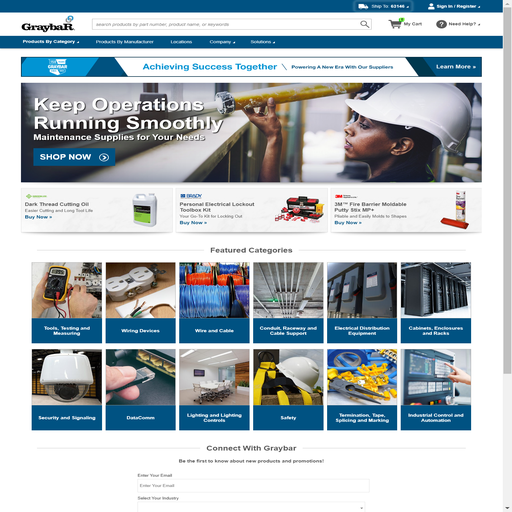 Ship To: 62146
Sign In / Register
GraybaR
search products by part number, product name, or keywords
My Cart
Need Help?
Products By Category
Products By Manufacturer
Locations
Company
Solutions
Achieving Success Together
Powering A New Era With Our Suppliers
Learn More »
Keep Operations
Running Smoothly
Maintenance Supplies for Your Needs
SHOP NOW
Dark Thread Cutting Oil
Easier Cutting and Long Tool Life
Buy Now »
BRADY
Personal Electrical Lockout
Toolbox Kit
Your Go-To Kit for Locking Out
Buy Now »
3M
3M™ Fire Barrier Moldable
Putty Stix MP+
Pliable and Easily Molds to Shapes
Buy Now »
Featured Categories
Tools, Testing and
Measuring
Wiring Devices
Wire and Cable
Conduit, Raceway and
Cable Support
Electrical Distribution
Equipment
Cabinets, Enclosures
and Racks
Security and Signaling
DataComm
Lighting and Lighting
Controls
Safety
Termination, Tape,
Splicing and Marking
Industrial Control and
Automation
Connect With Graybar
Be the first to know about new products and promotions!
Enter Your Email
Enter Your Email
Select Your Industry